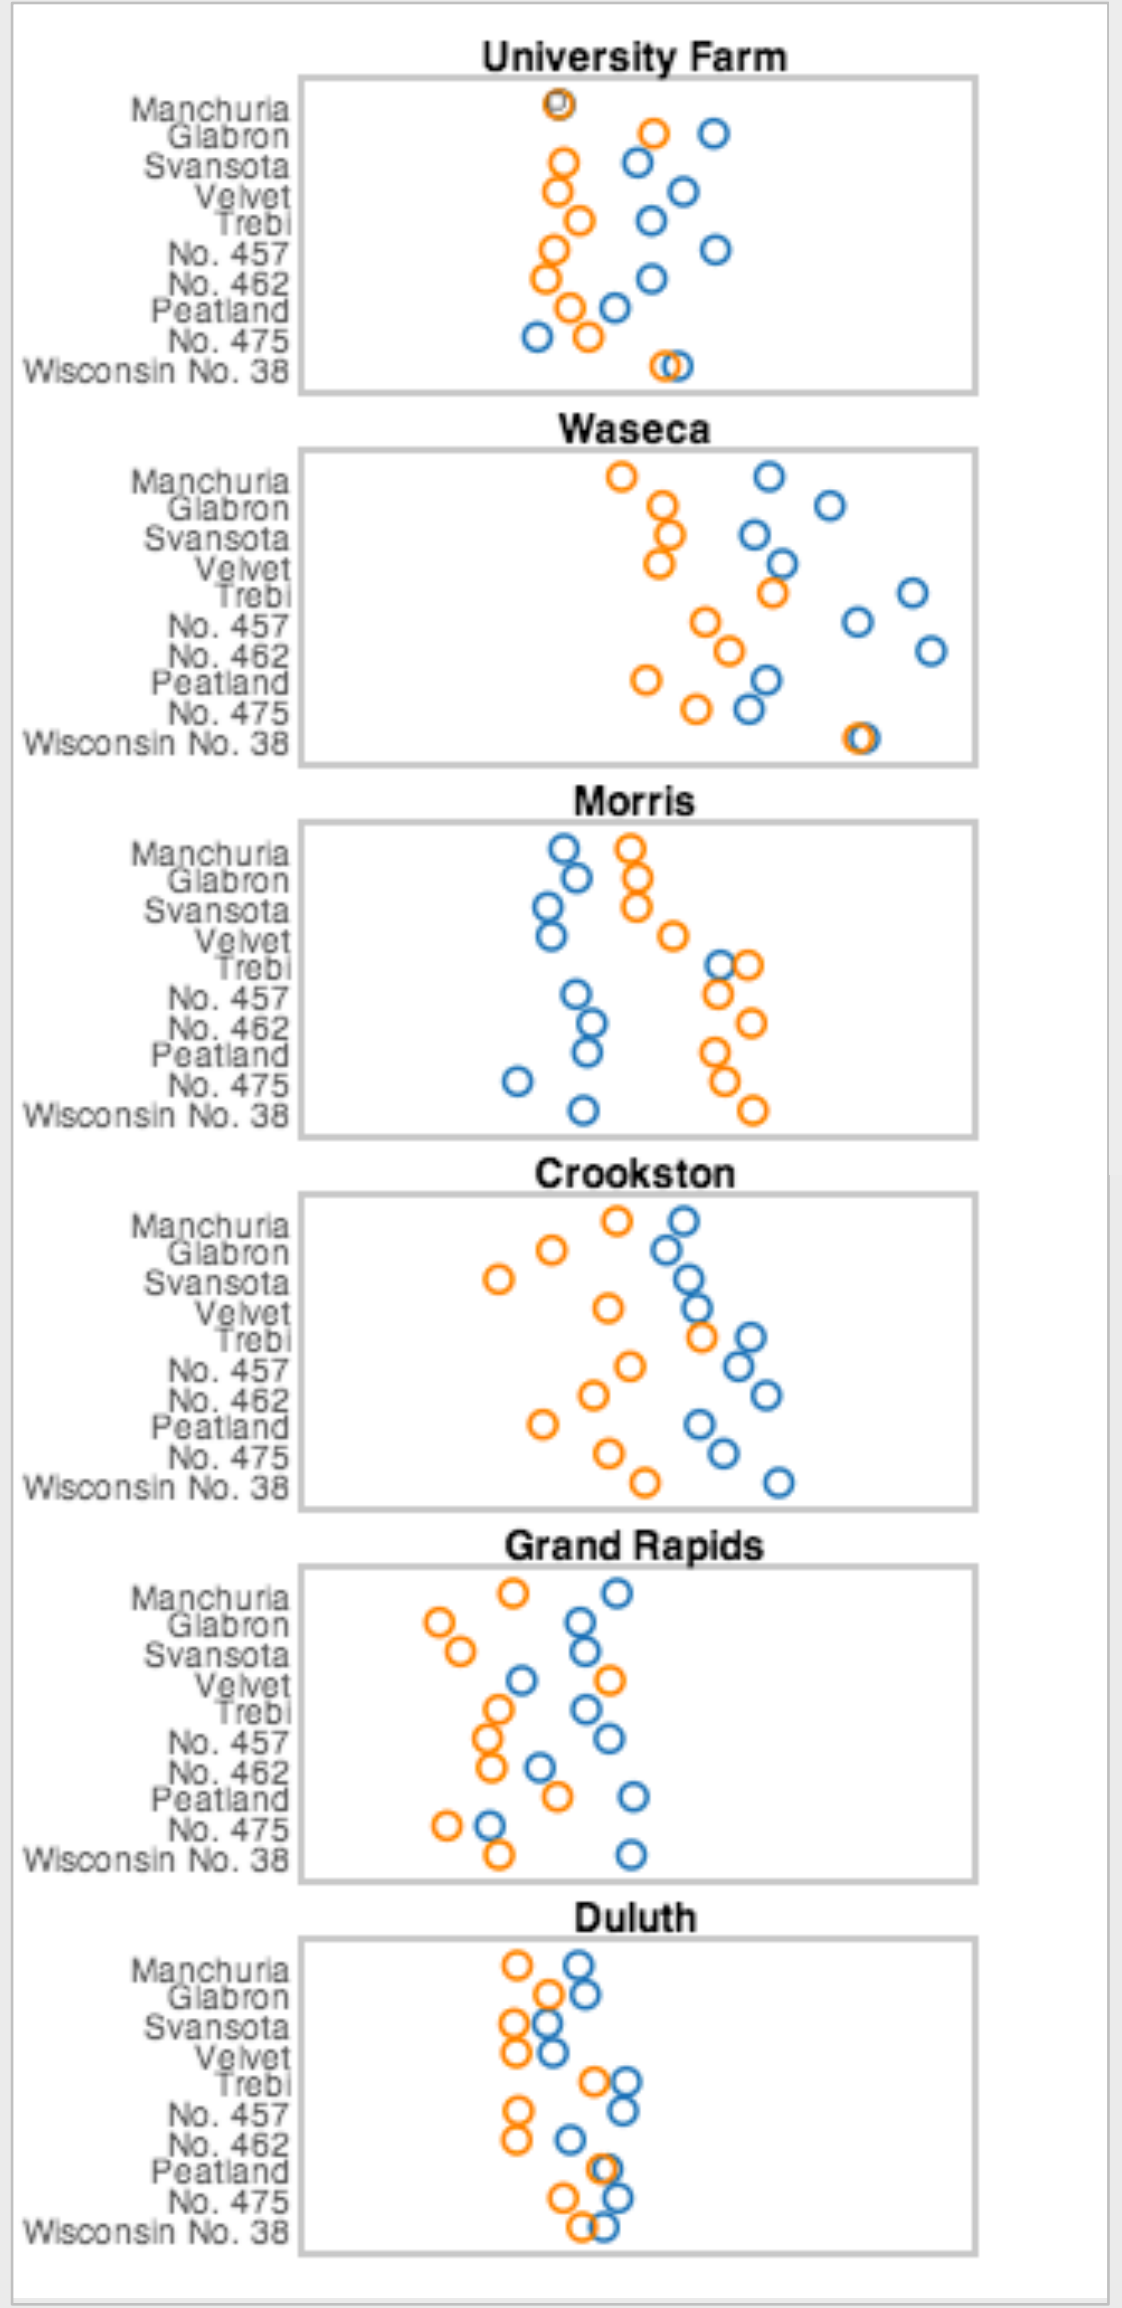 University Farm
Manchuria
Glabron
Svansota
Velvet
Trebi
No. 457
No. 462
Peatland
No. 475
Wisconsin No. 38
Waseca
Manchuria
Glabron
Svansota
Velvet
Trebi
No. 457
No. 462
Peatland
No. 475
Wisconsin No. 38
Morris
Manchuria
Glabron
Svansota
Velvet
Trebi
No. 457
No. 462
Peatland
No. 475
Wisconsin No. 38
Crookston
Manchuria
Glabron
Svansota
Velvet
Trebi
No. 457
No. 462
Peatland
No. 475
Wisconsin No. 38
Grand Rapids
Manchuria
Glabron
Svansota
Velvet
Trebi
No. 457
No. 462
Peatland
No. 475
Wisconsin No. 38
Duluth
Manchuria
Glabron
Svansota
Velvet
Trebi
No. 457
No. 462
Peatland
No. 475
Wisconsin No. 38